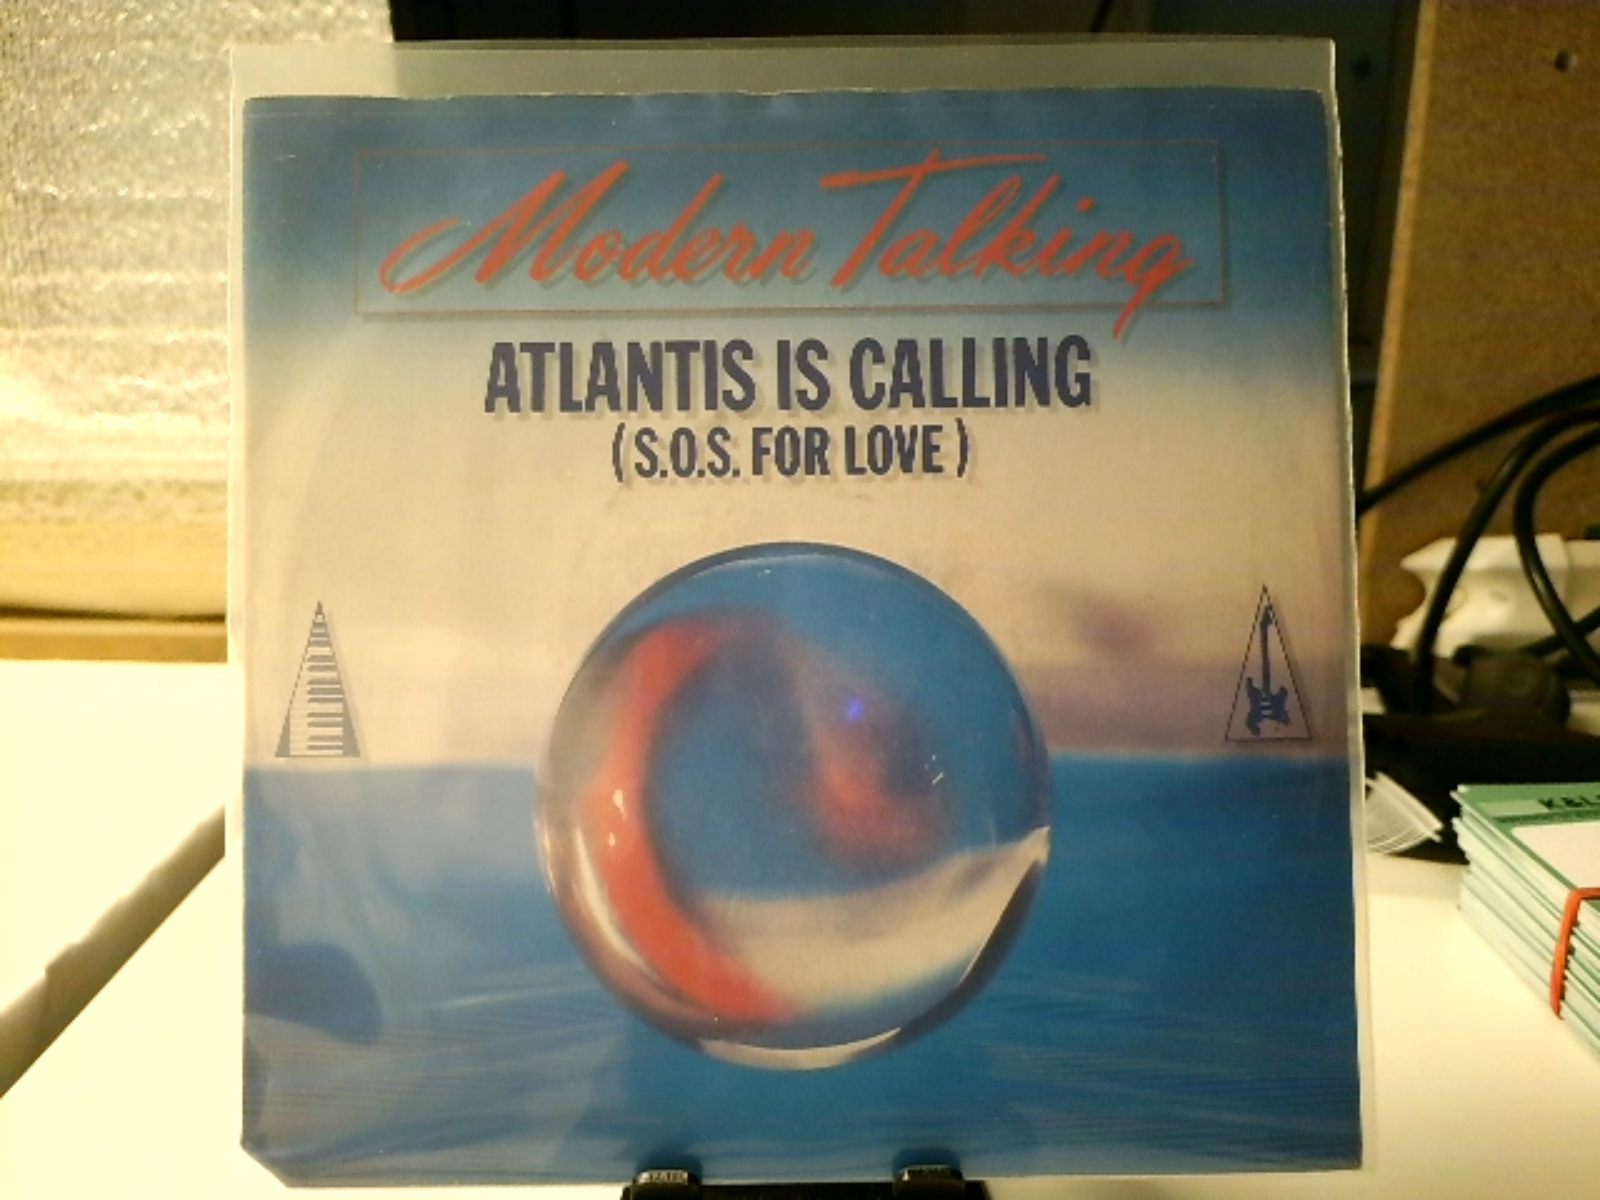 Modern Talking
ATLANTIS IS CALLING
(S.O.S. FOR LOVE)